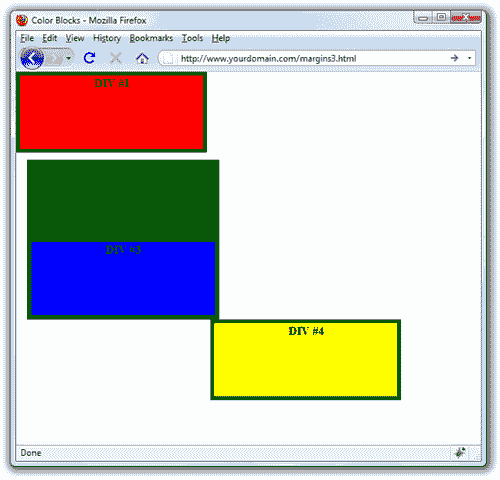 Color Blocks - Mozilla Firefox
File Edit View History Bookmarks Tools Help
http://www.yourdomain.com/margins3.html
DIV #1
DIV #3
DIV #4
Done